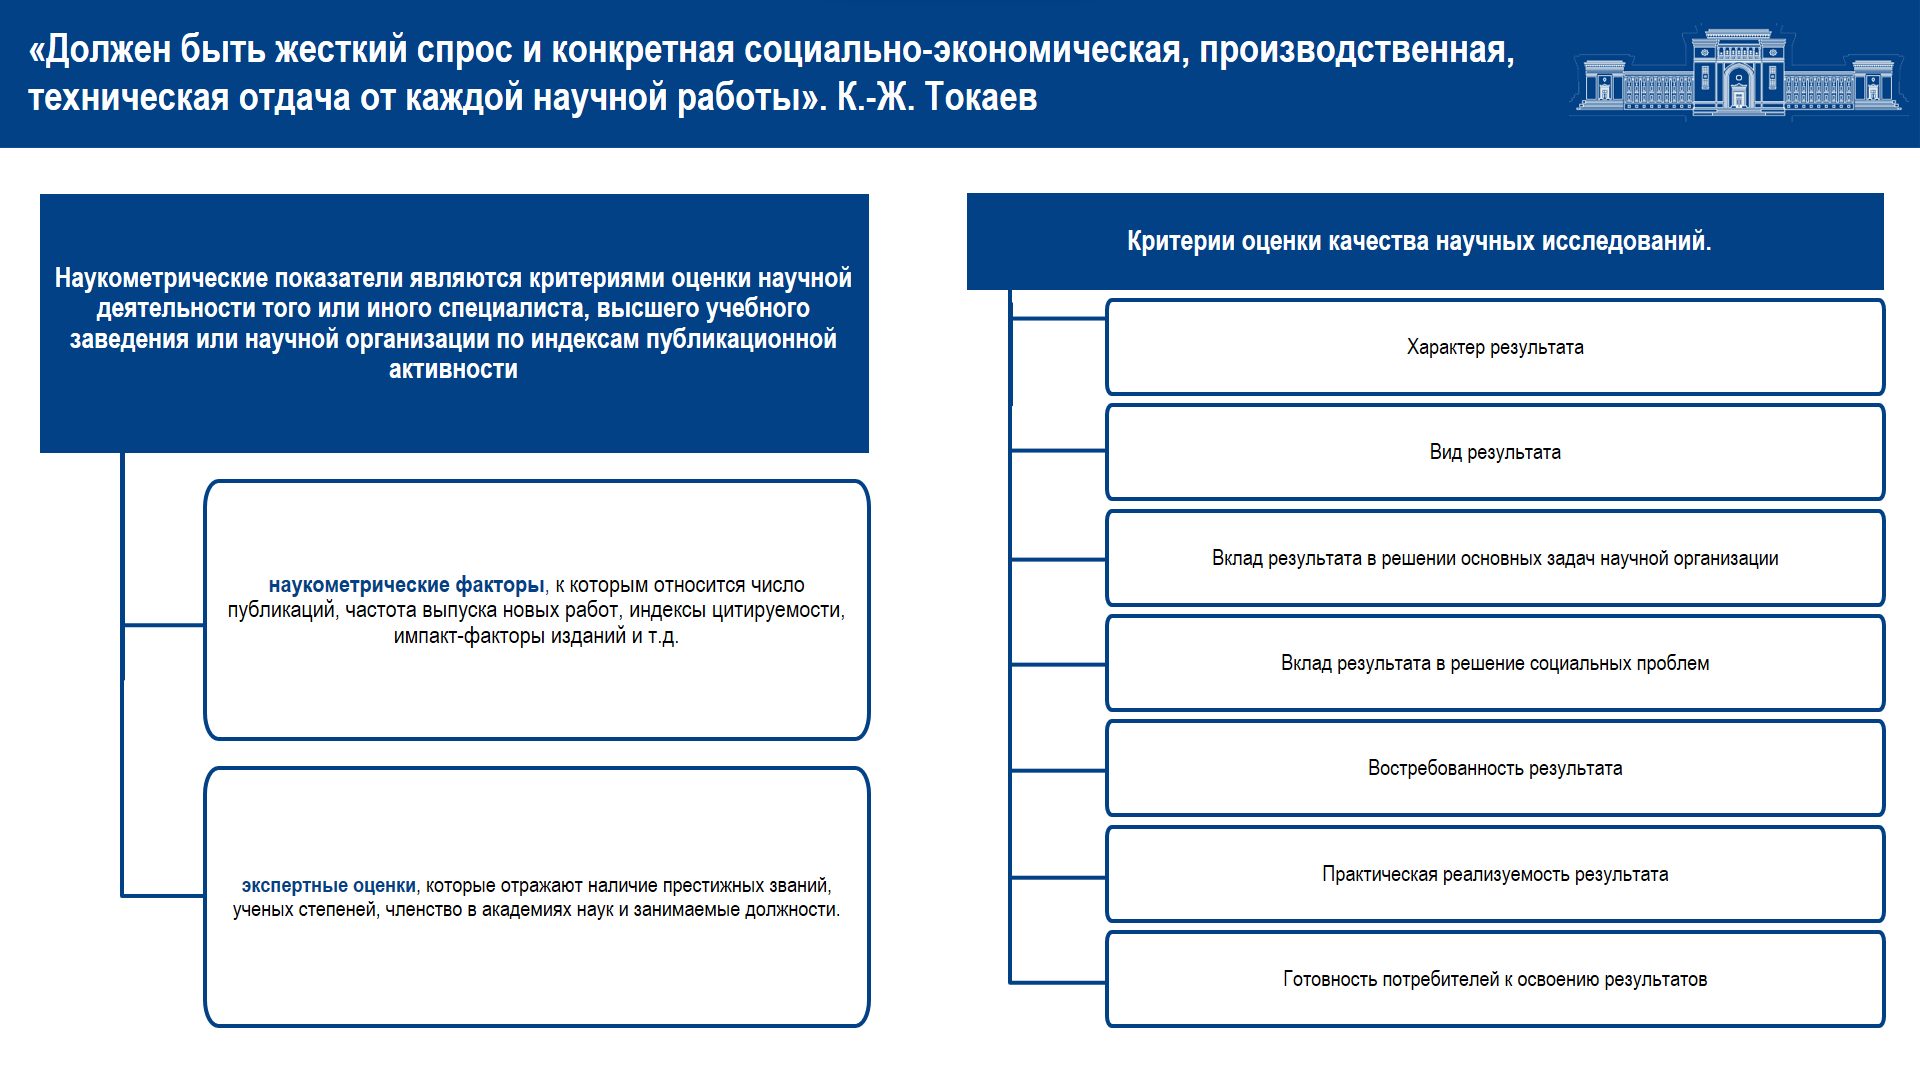 «Должен быть жесткий спрос и конкретная социально-экономическая, производственная,
техническая отдача от каждой научной работы». К.-Ж. Токаев
Наукометрические показатели являются критериями оценки научной
деятельности того или иного специалиста, высшего учебного
заведения или научной организации по индексам публикационной
активности
наукометрические факторы, к которым относится число
публикаций, частота выпуска новых работ, индексы цитируемости,
импакт-факторы изданий и т.д.
экспертные оценки, которые отражают наличие престижных званий,
ученых степеней, членство в академиях наук и занимаемые должности.
Критерии оценки качества научных исследований.
Характер результата
Вид результата
Вклад результата в решении основных задач научной организации
Вклад результата в решение социальных проблем
Востребованность результата
Практическая реализуемость результата
Готовность потребителей к освоению результатов